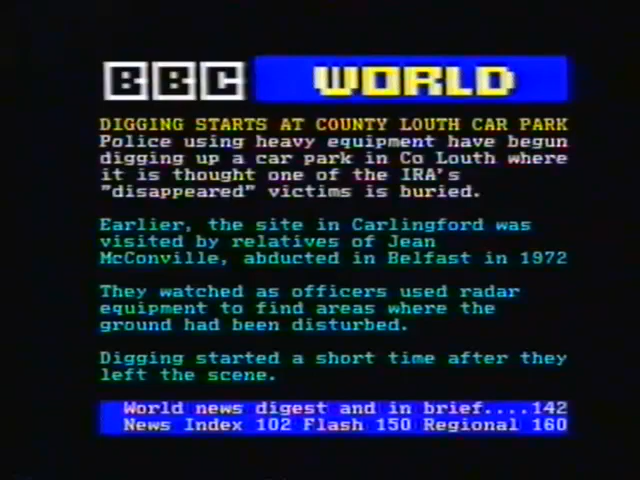 BBC WORLD
DIGGING STARTS AT COUNTY LOUTH CAR PARK
Police using heavy equipment have begun
digging up a car park in Co Louth where
it is thought one of the IRA's
"disappeared" victims is buried.
Earlier, the site in Carlingford was
visited by relatives of Jean
McConville, abducted in Belfast in 1972
They watched as officers used radar
equipment to find areas where the
ground had been disturbed.
Digging started a short time after they
left the scene.
World news digest and in brief....142
News Index 102 Flash 150 Regional 160